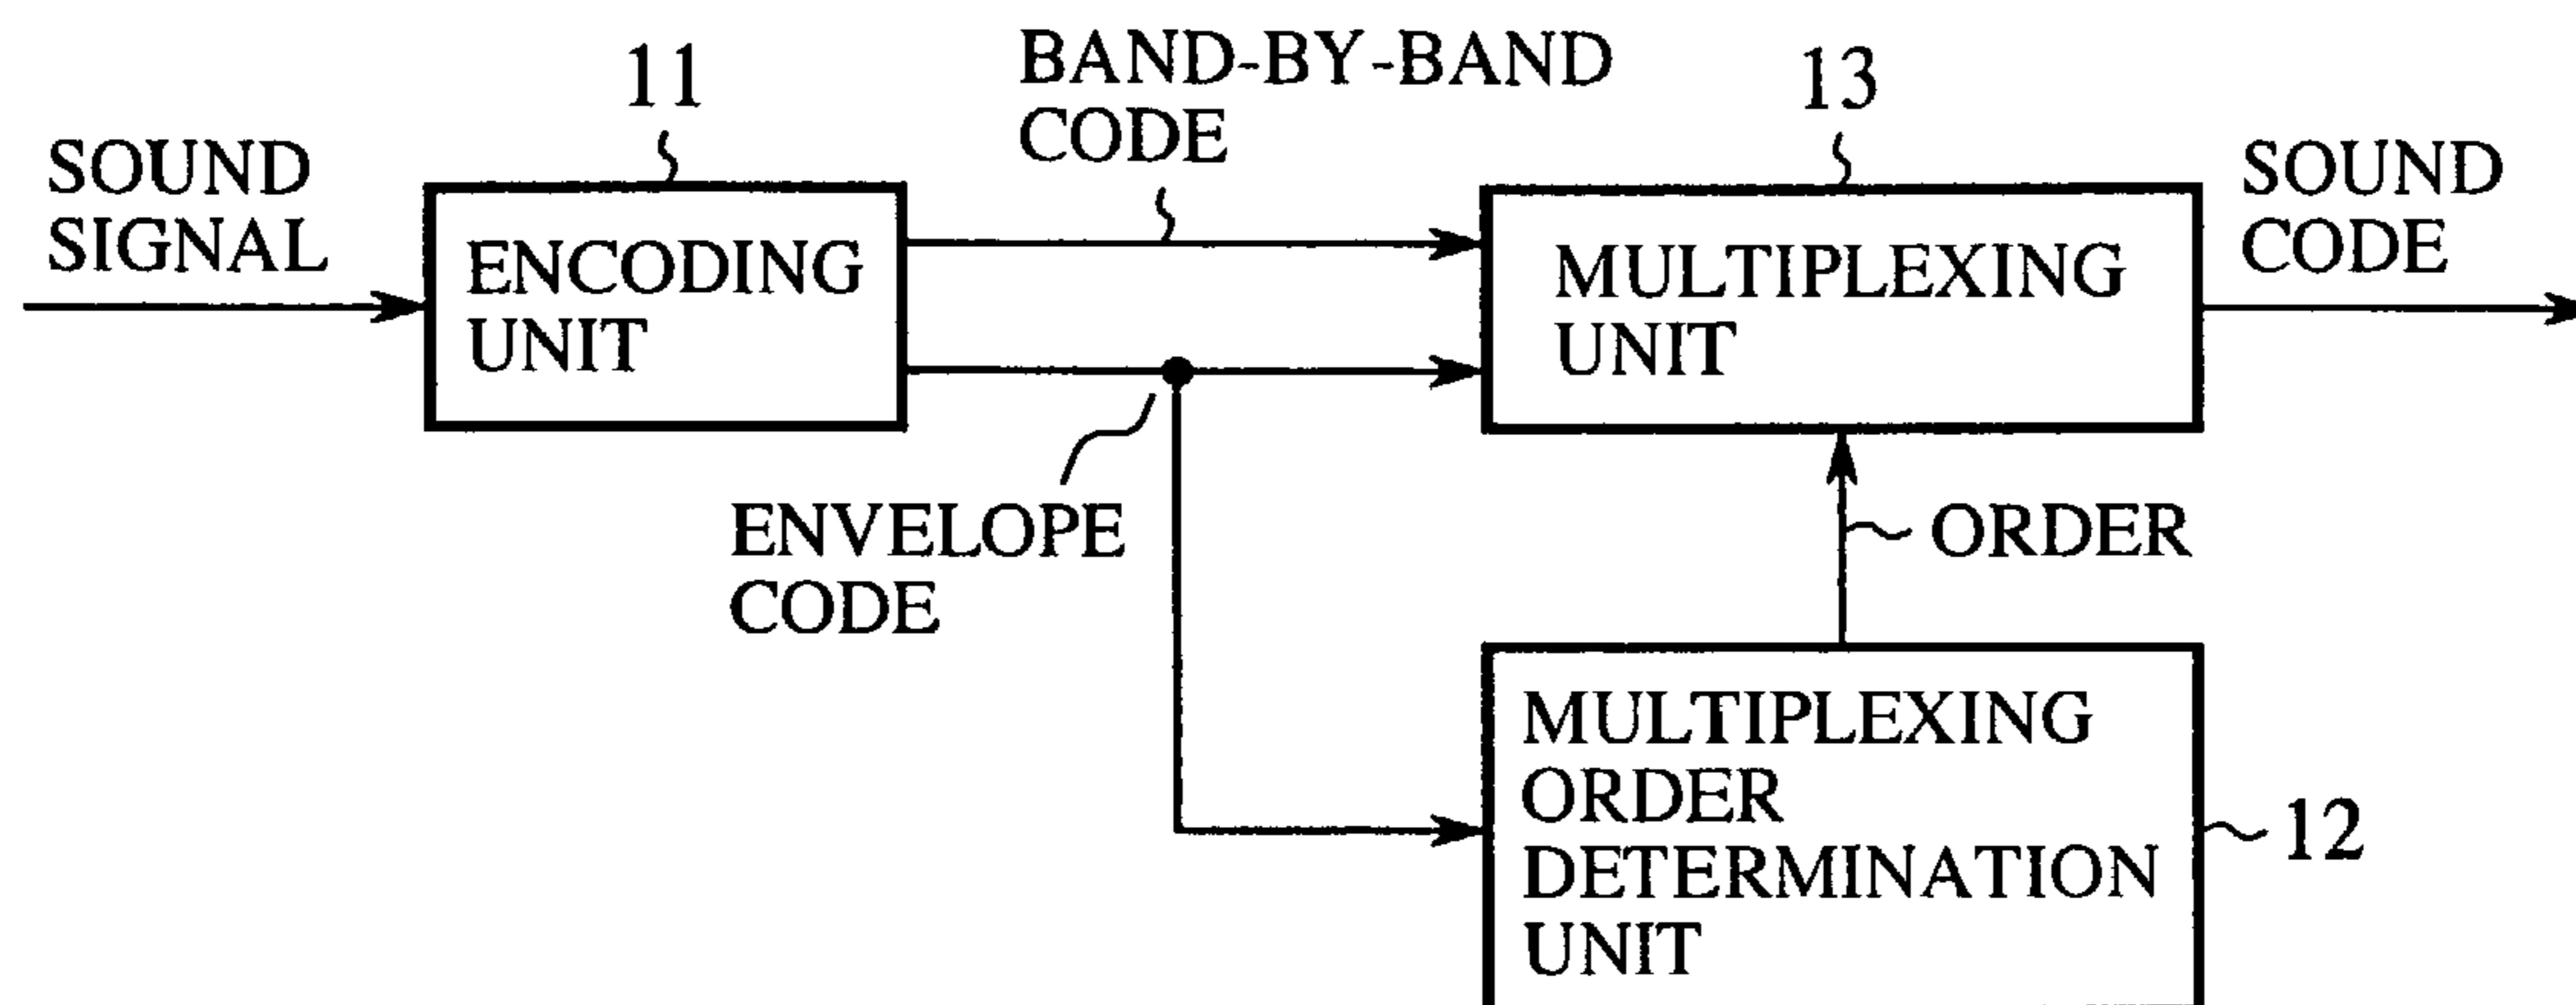 SOUND
SIGNAL
11
ENCODING
UNIT
BAND-BY-BAND
CODE
ENVELOPE
CODE
13
MULTIPLEXING
UNIT
SOUND
CODE
ORDER
MULTIPLEXING
ORDER
DETERMINATION
UNIT
12